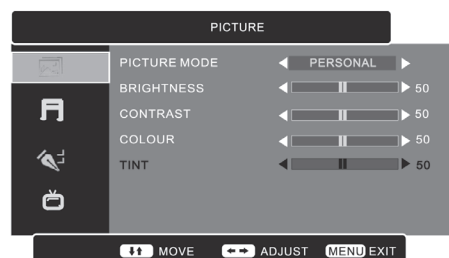 PICTURE
PICTURE MODE PERSONAL
BRIGHTNESS 50
CONTRAST 50
COLOUR 50
TINT 50
MOVE ADJUST MENU EXIT